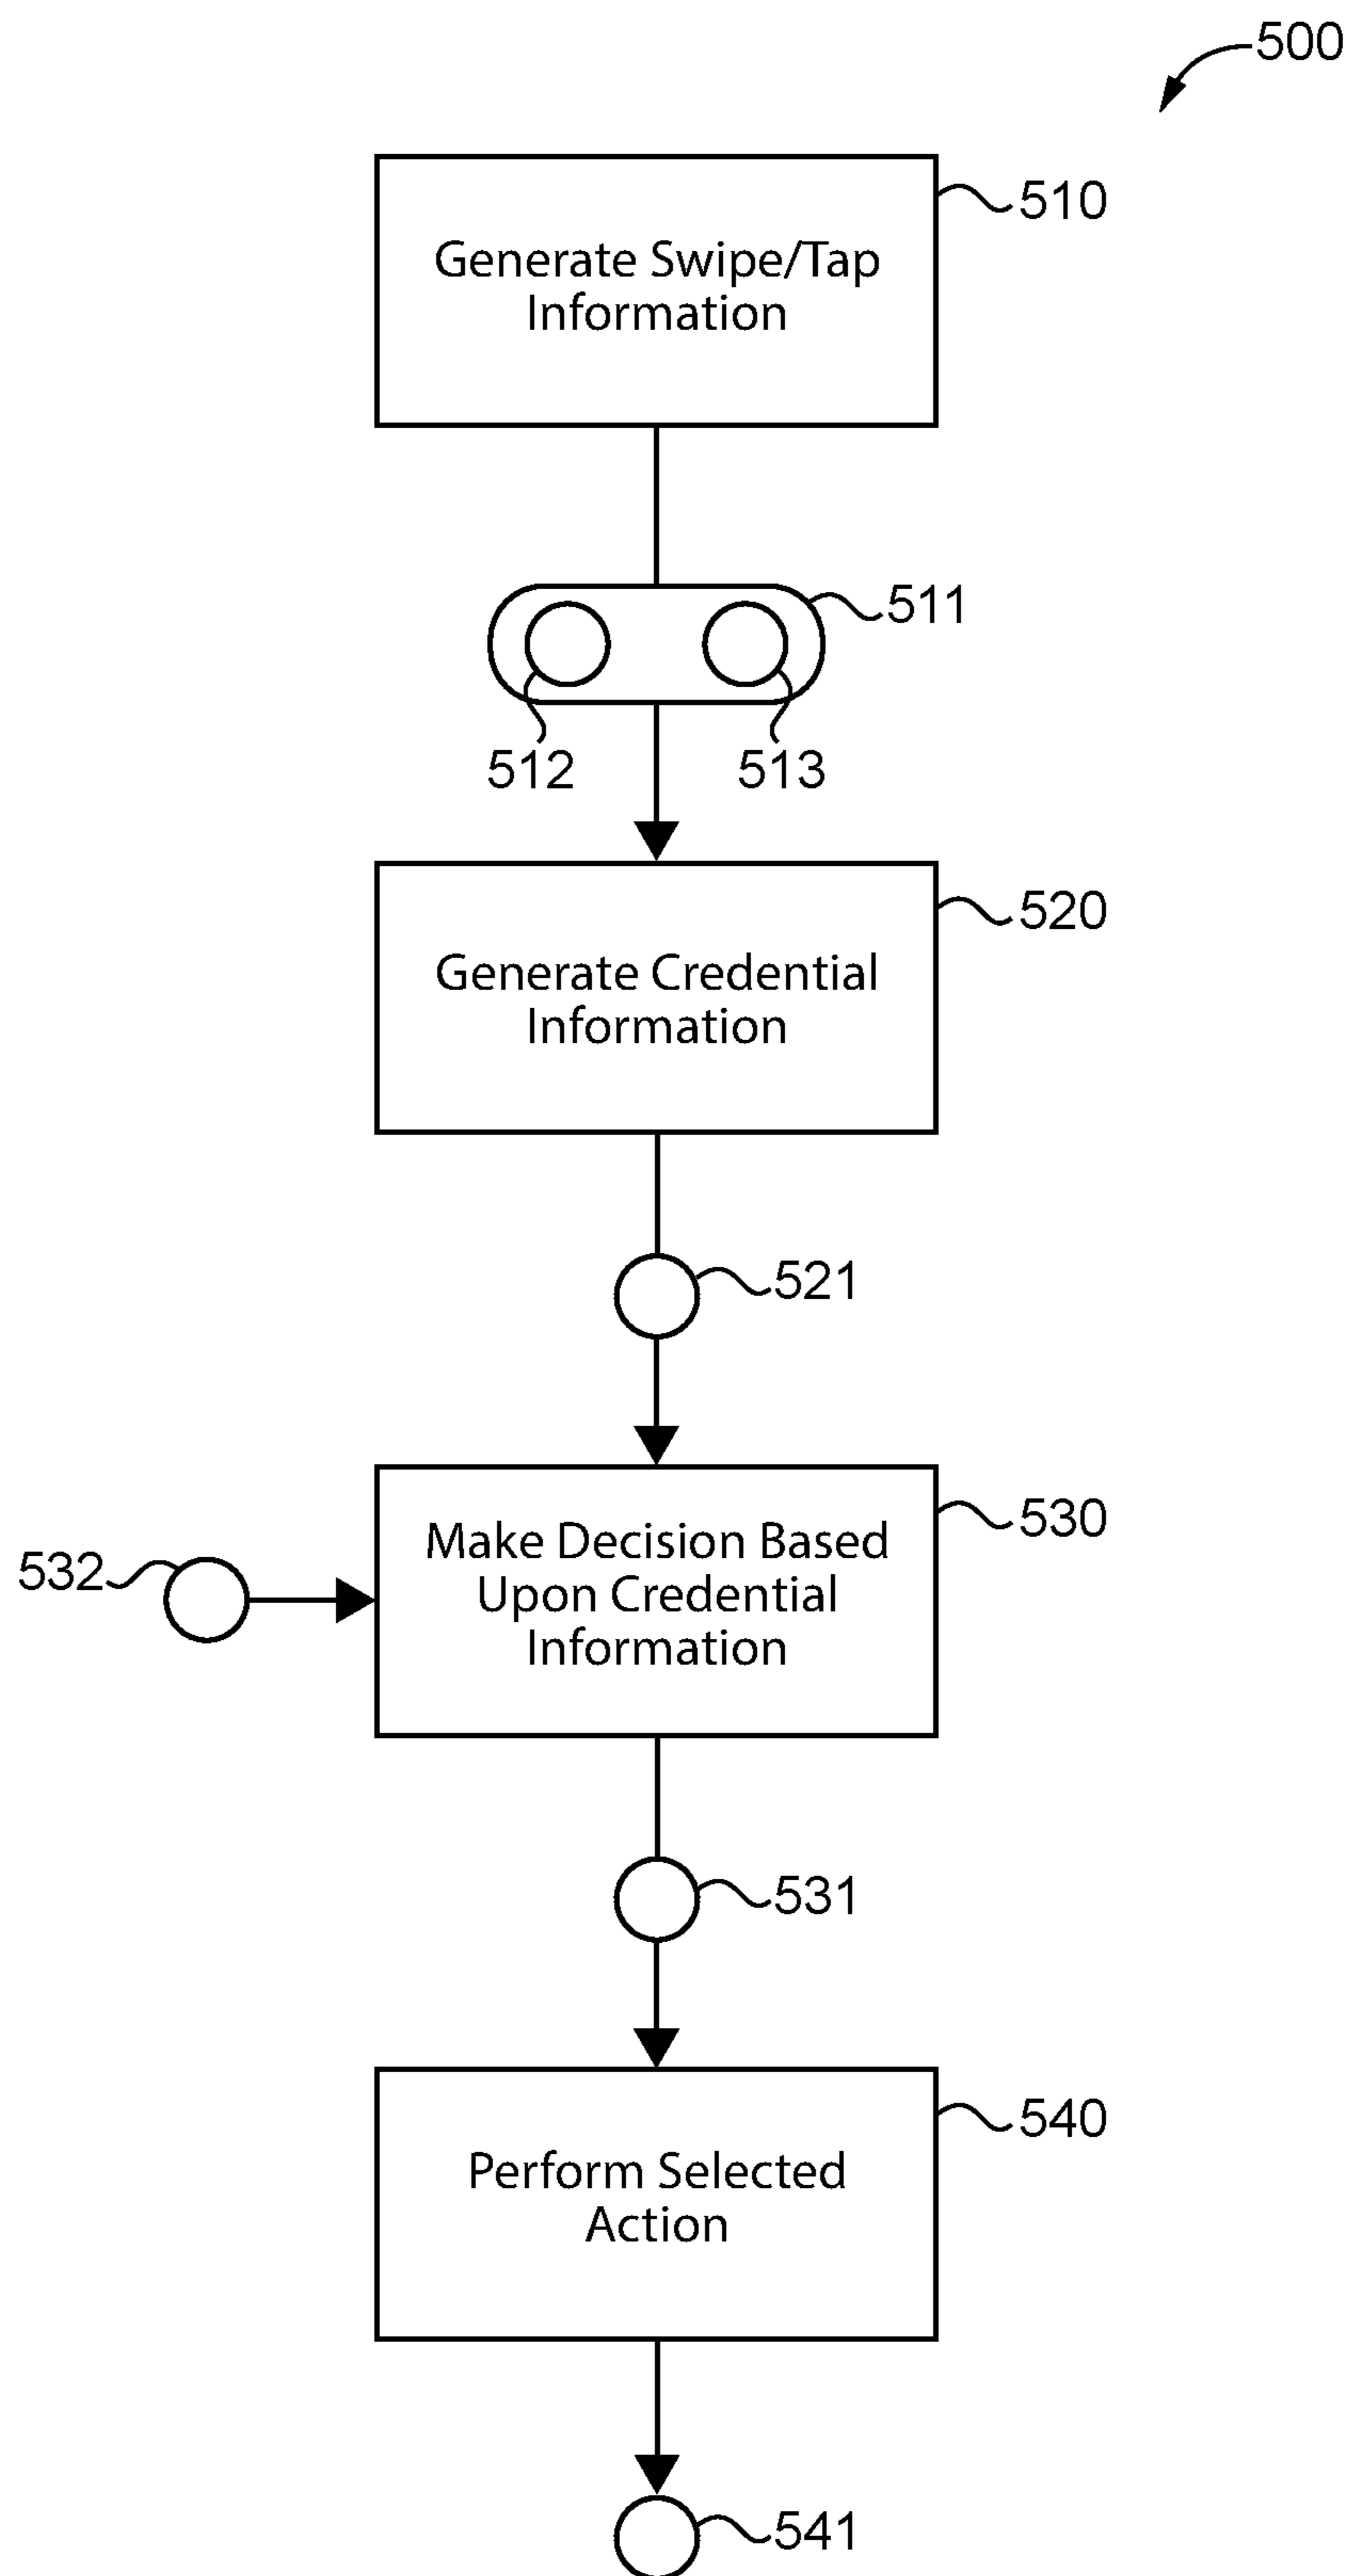 500
510
Generate Swipe/Tap
Information
511
512
513
520
Generate Credential
Information
521
530
Make Decision Based
Upon Credential
Information
532
531
540
Perform Selected
Action
541